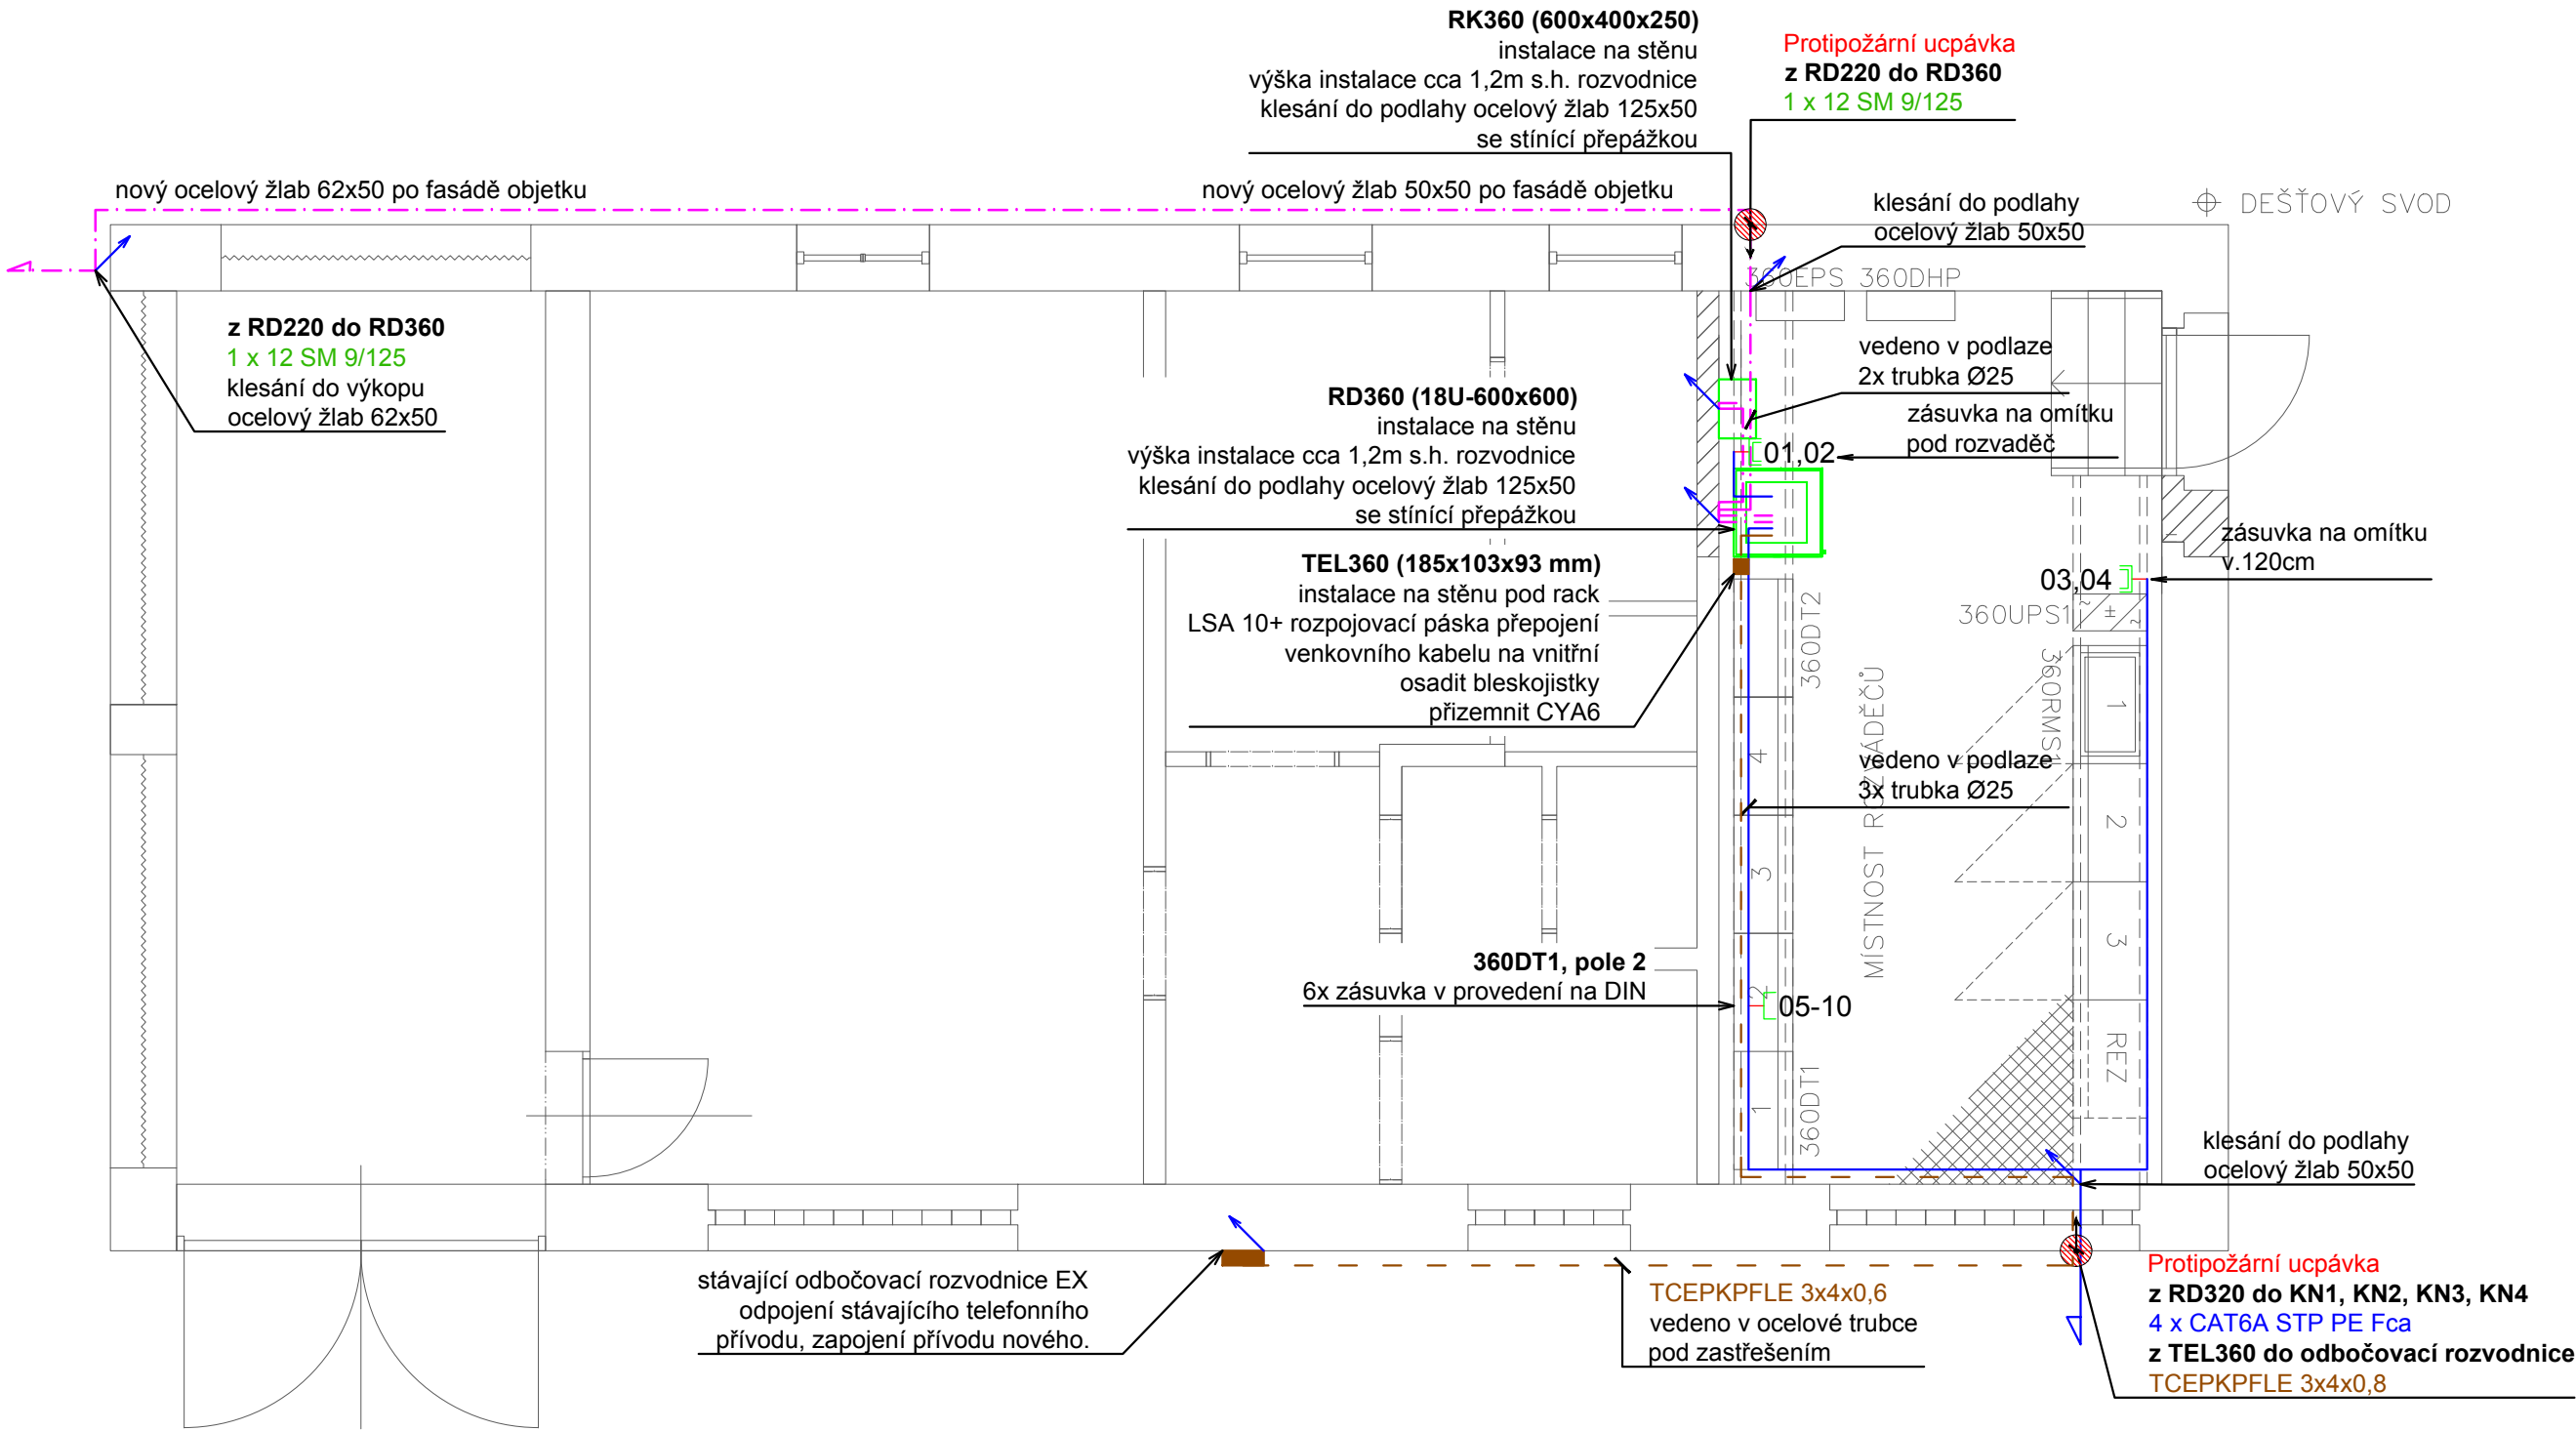 RK360 (600x400x250)
instalace na stěnu
výška instalace cca 1,2m s.h. rozvodnice
klesání do podlahy ocelový žlab 125x50
se stínící přepážkou
Protipožární ucpávka
z RD220 do RD360
1 x 12 SM 9/125
nový ocelový žlab 62x50 po fasádě objetku
nový ocelový žlab 50x50 po fasádě objetku
klesání do podlahy
ocelový žlab 50x50
DEŠŤOVÝ SVOD
360EPS 360DHP
z RD220 do RD360
1 x 12 SM 9/125
klesání do výkopu
ocelový žlab 62x50
vedeno v podlaze
2x trubka Ø25
RD360 (18U-600x600)
instalace na stěnu
výška instalace cca 1,2m s.h. rozvodnice
klesání do podlahy ocelový žlab 125x50
se stínící přepážkou
zásuvka na omítku
pod rozvaděč
01,02
zásuvka na omítku
v.120cm
03,04
360UPS1
~ ± ~
TEL360 (185x103x93 mm)
instalace na stěnu pod rack
LSA 10+ rozpojovací páska přepojení
venkovního kabelu na vnitřní
osadit bleskojistky
přizemnit CYA6
360DT2
MÍSTNOST ROZVÁDĚČŮ
360RMS1
1
2
3
REZ
vedeno v podlaze
3x trubka Ø25
4
3
2
1
360DT1, pole 2
6x zásuvka v provedení na DIN
05-10
360DT1
klesání do podlahy
ocelový žlab 50x50
stávající odbočovací rozvodnice EX
odpojení stávajícího telefonního
přívodu, zapojení přívodu nového.
TCEPKPFLE 3x4x0,6
vedeno v ocelové trubce
pod zastřešením
Protipožární ucpávka
z RD320 do KN1, KN2, KN3, KN4
4 x CAT6A STP PE Fca
z TEL360 do odbočovací rozvodnice
TCEPKPFLE 3x4x0,8